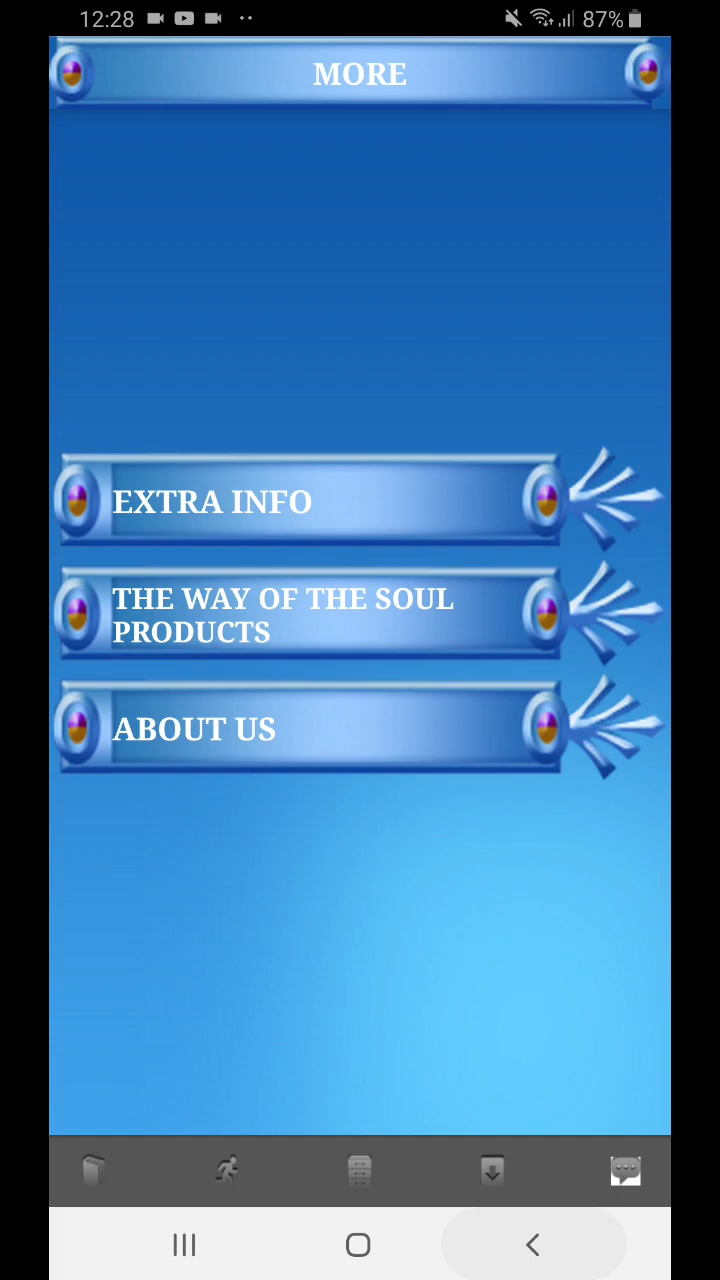 12:28
87%
MORE
EXTRA INFO
THE WAY OF THE SOUL
PRODUCTS
ABOUT US